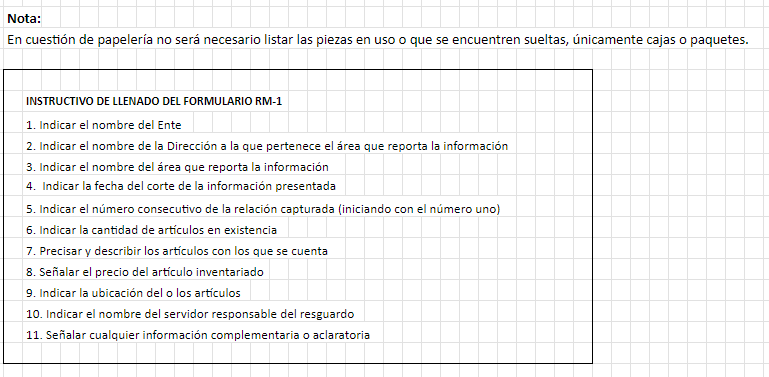 Nota:
En cuestión de papelería no será necesario listar las piezas en uso o que se encuentren sueltas, únicamente cajas o paquetes.
INSTRUCTIVO DE LLENADO DEL FORMULARIO RM-1
1. Indicar el nombre del Ente
2. Indicar el nombre de la Dirección a la que pertenece el área que reporta la información
3. Indicar el nombre del área que reporta la información
4.  Indicar la fecha del corte de la información presentada
5. Indicar el número consecutivo de la relación capturada (iniciando con el número uno)
6. Indicar la cantidad de artículos en existencia
7. Precisar y describir los artículos con los que se cuenta
8. Señalar el precio del artículo inventariado
9. Indicar la ubicación del o los artículos
10. Indicar el nombre del servidor responsable del resguardo
11. Señalar cualquier información complementaria o aclaratoria